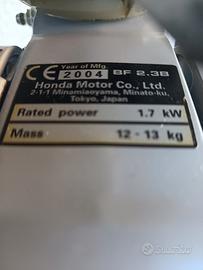 Year of Mfg.
CE 2004 BF 2.3B
Honda Motor Co., Ltd.
2-1-1 Minamiaoyama, Minato-ku,
Tokyo, Japan
Rated power 1.7 kW
Mass 12 - 13 kg
subito